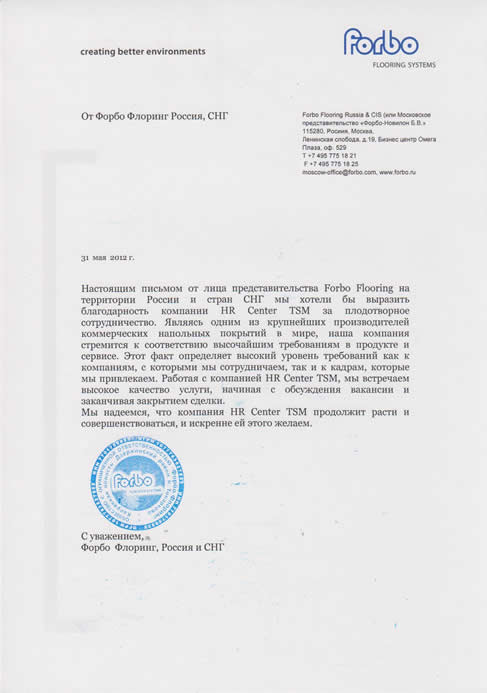 creating better environments
forbo
FLOORING SYSTEMS
От Форбо Флоринг Россия, СНГ
Forbo Flooring Russia & CIS (или Московское
представительство «Форбо-Новилон Б.В.»
115280, Россия, Москва,
Ленинская слобода, д.19, Бизнес центр Омега
Плаза, оф. 529
T +7 495 775 18 21
F +7 495 775 18 25
moscow-office@forbo.com, www.forbo.ru
31 мая 2012 г.
Настоящим письмом от лица представительства Forbo Flooring на
территории России и стран СНГ мы хотели бы выразить
благодарность компании HR Center TSM за плодотворное
сотрудничество. Являясь одним из крупнейших производителей
коммерческих напольных покрытий в мире, наша компания
стремится к соответствию высочайшим требованиям в продукте и
сервисе. Этот факт определяет высокий уровень требований как к
компаниям, с которыми мы сотрудничаем, так и к кадрам, которые
мы привлекаем. Работая с компанией HR Center TSM, мы встречаем
высокое качество услуги, начиная с обсуждения вакансии и
заканчивая закрытием сделки.
Мы надеемся, что компания HR Center TSM продолжит расти и
совершенствоваться, и искренне ей этого желаем.
Forbo
С уважением,
Форбо Флоринг, Россия и СНГ